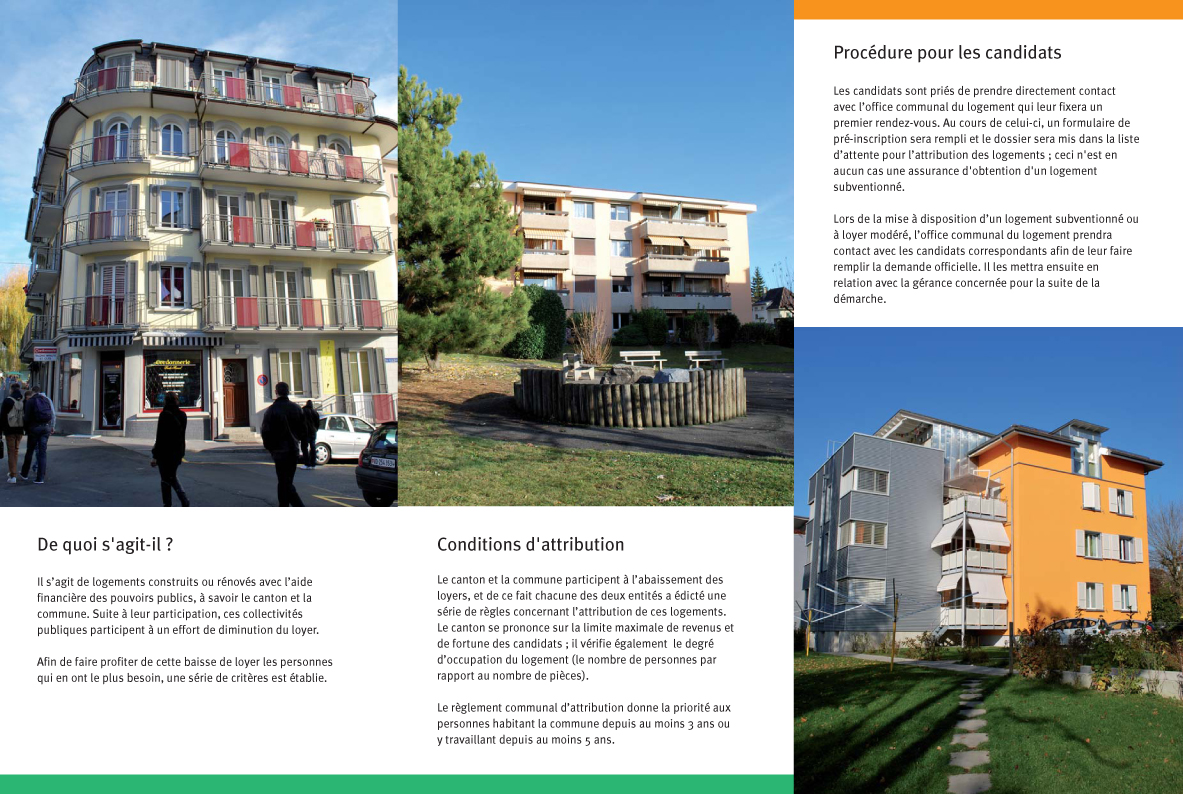 De quoi s'agit-il ?
Il s’agit de logements construits ou rénovés avec l’aide
financière des pouvoirs publics, à savoir le canton et la
commune. Suite à leur participation, ces collectivités
publiques participent à un effort de diminution du loyer.
Afin de faire profiter de cette baisse de loyer les personnes
qui en ont le plus besoin, une série de critères est établie.
Conditions d'attribution
Le canton et la commune participent à l’abaissement des
loyers, et de ce fait chacune des deux entités a édicté une
série de règles concernant l’attribution de ces logements.
Le canton se prononce sur la limite maximale de revenus et
de fortune des candidats ; il vérifie également  le degré
d’occupation du logement (le nombre de personnes par
rapport au nombre de pièces).
Le règlement communal d’attribution donne la priorité aux
personnes habitant la commune depuis au moins 3 ans ou
y travaillant depuis au moins 5 ans.
Procédure pour les candidats
Les candidats sont priés de prendre directement contact
avec l’office communal du logement qui leur fixera un
premier rendez-vous. Au cours de celui-ci, un formulaire de
pré-inscription sera rempli et le dossier sera mis dans la liste
d’attente pour l’attribution des logements ; ceci n'est en
aucun cas une assurance d'obtention d'un logement
subventionné.
Lors de la mise à disposition d’un logement subventionné ou
à loyer modéré, l’office communal du logement prendra
contact avec les candidats correspondants afin de leur faire
remplir la demande officielle. Il les mettra ensuite en
relation avec la gérance concernée pour la suite de la
démarche.
Cordonnerie